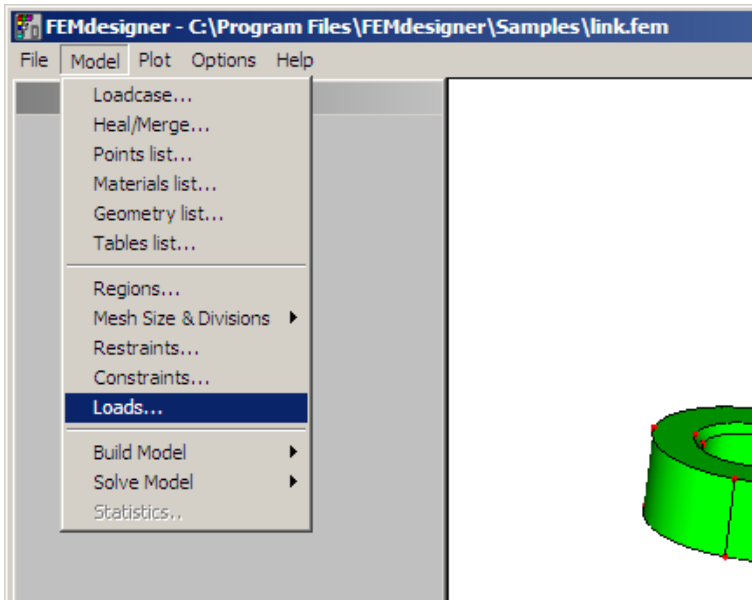 FEMdesigner - C:\Program Files\FEMdesigner\Samples\link.fem
File Model Plot Options Help
Loadcase...
Heal/Merge...
Points list...
Materials list...
Geometry list...
Tables list...
Regions...
Mesh Size & Divisions
Restraints...
Constraints...
Loads...
Build Model
Solve Model
Statistics..